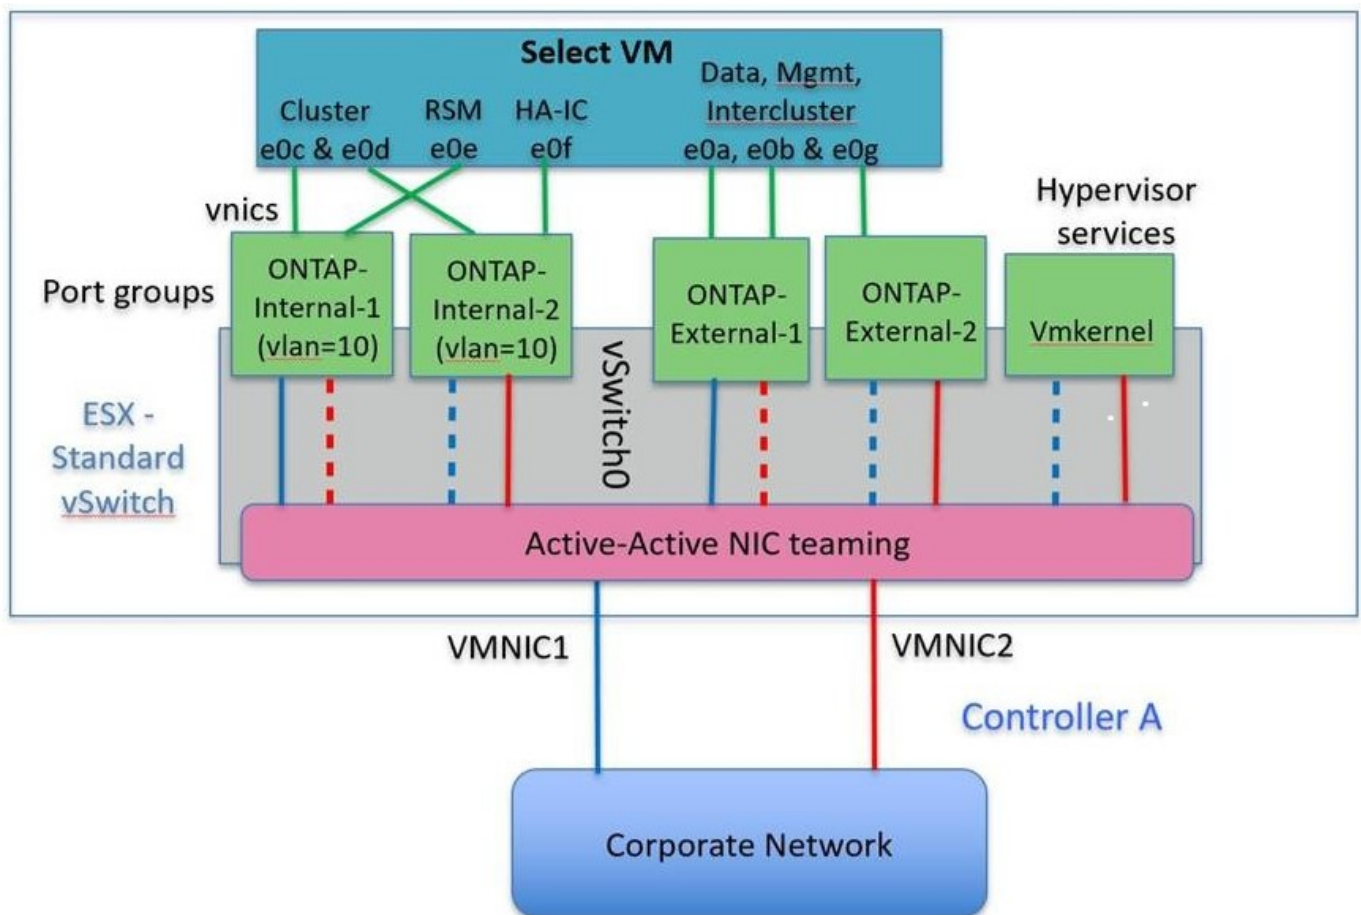 Select VM
Cluster
e0c & e0d
RSM
e0e
HA-IC
e0f
Data, Mgmt,
Intercluster
e0a, e0b & e0g
vnics
Hypervisor
services
Port groups
ONTAP-
Internal-1
(vlan=10)
ONTAP-
Internal-2
(vlan=10)
ONTAP-
External-1
ONTAP-
External-2
Vmkernel
vSwitch0
ESX -
Standard
vSwitch
Active-Active NIC teaming
VMNIC1
VMNIC2
Controller A
Corporate Network